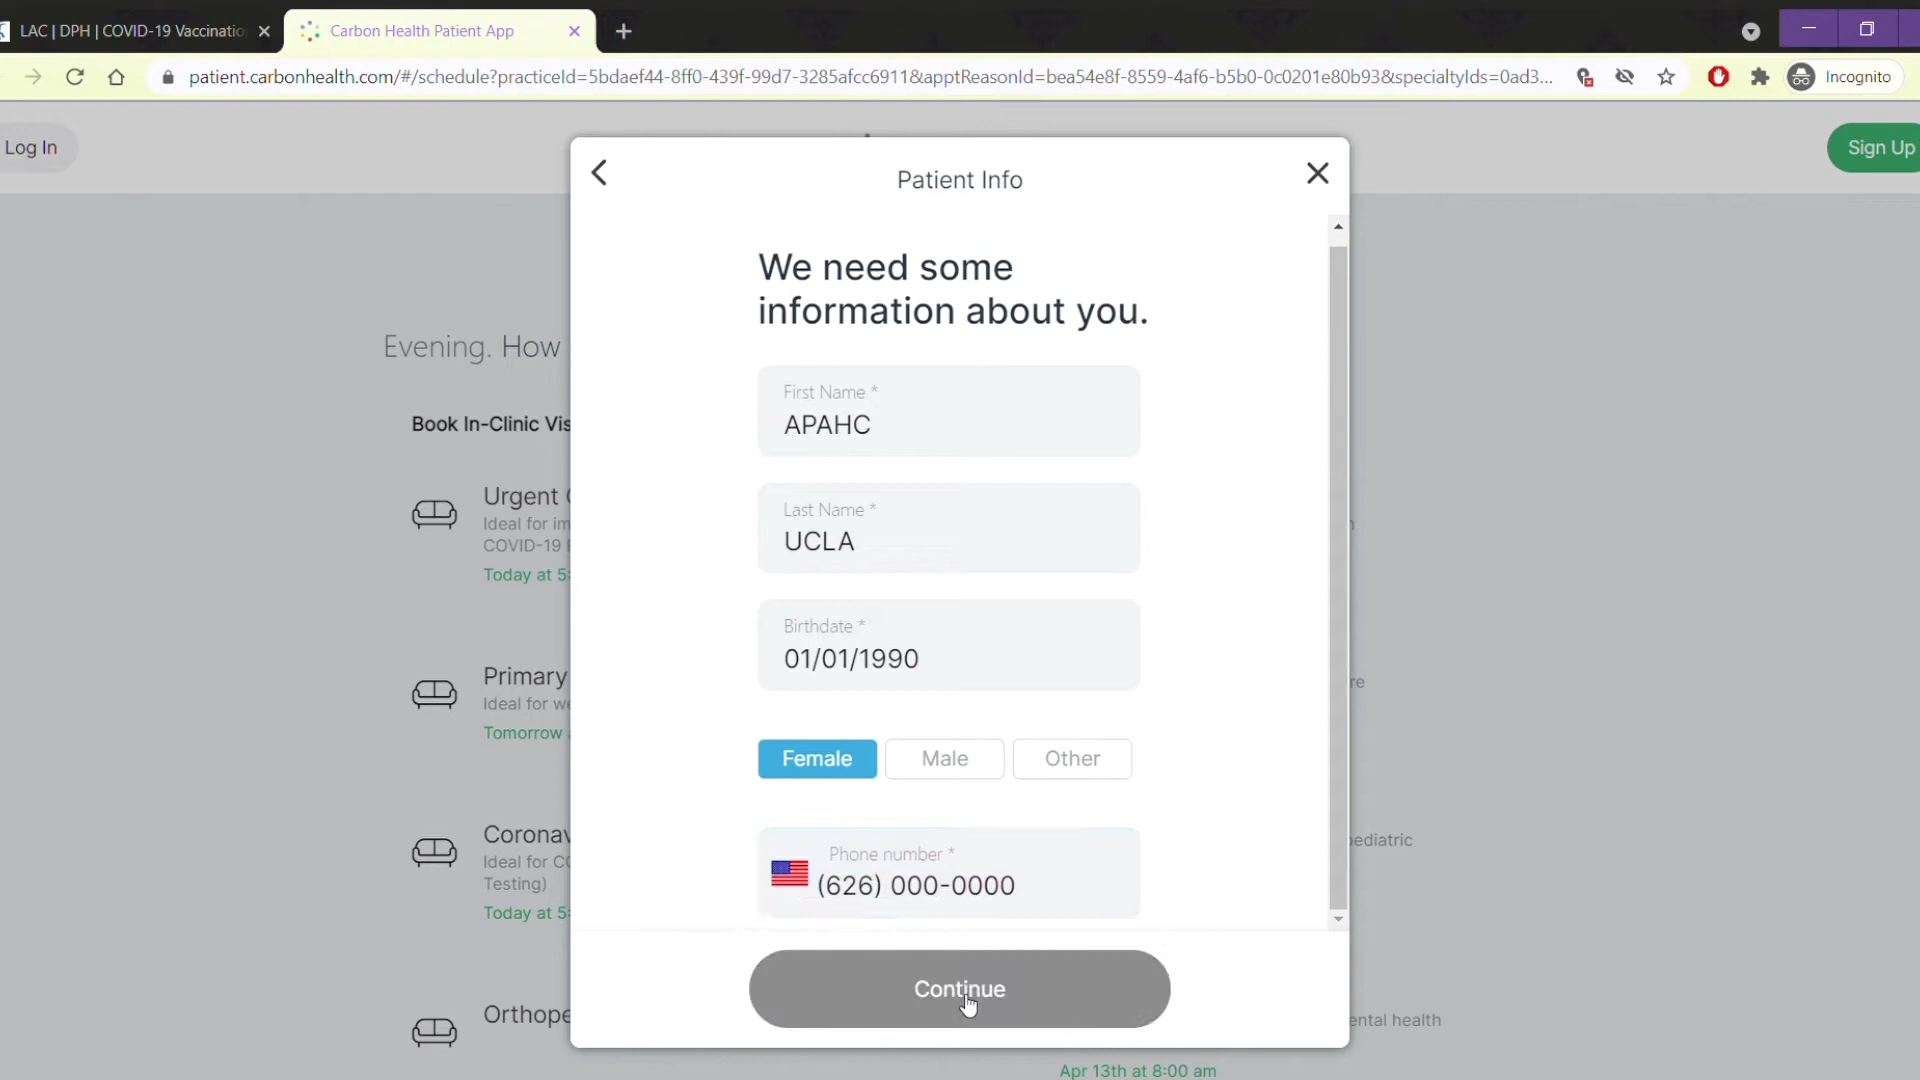 LAC | DPH | COVID-19 Vaccinatio
Carbon Health Patient App
patient.carbonhealth.com/#/schedule?practiceId=5bdaef44-8ff0-439f-99d7-3285afcc6911&apptReasonId=bea54e8f-8559-4af6-b5b0-0c0201e80b93&specialtyIds=0ad3...
Incognito
Log In
Sign Up
Patient Info
We need some
information about you.
First Name *
APAHC
Last Name *
UCLA
Birthdate *
01/01/1990
Female
Male
Other
Phone number *
(626) 000-0000
Continue
Evening. How
Book In-Clinic Vis
Urgent
Ideal for im
COVID-19
Today at 5:
Primary
Ideal for we
Tomorrow
Coronav
Ideal for CO
Testing)
Today at 5:
Orthope
re
pediatric
ental health
Apr 13th at 8:00 am